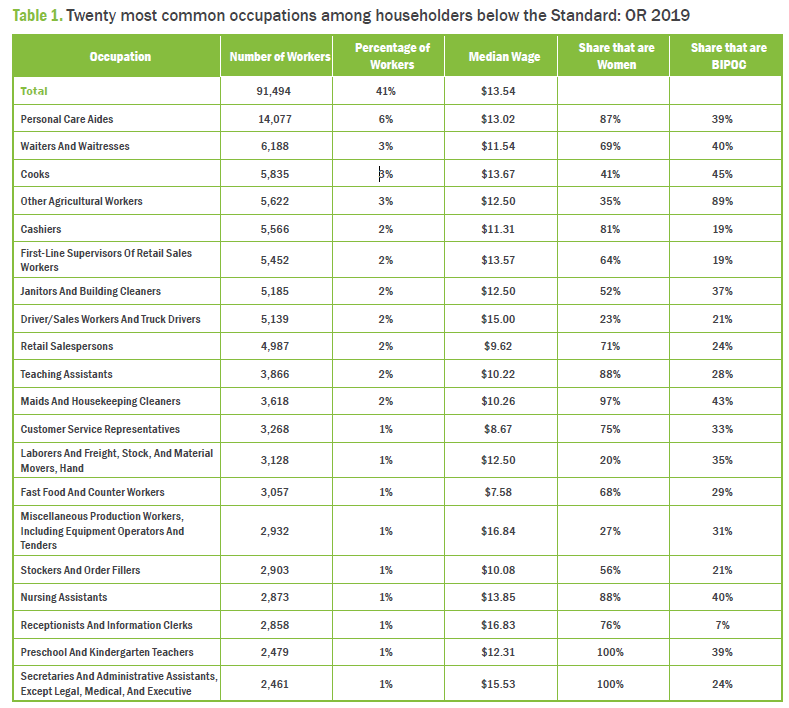 Table 1. Twenty most common occupations among householders below the Standard: OR 2019
Occupation Number of Workers Percentage of Workers Median Wage Share that are Women Share that are BIPOC
Total 91,494 41% $13.54
Personal Care Aides 14,077 6% $13.02 87% 39%
Waiters And Waitresses 6,188 3% $11.54 69% 40%
Cooks 5,835 3% $13.67 41% 45%
Other Agricultural Workers 5,622 3% $12.50 35% 89%
Cashiers 5,566 2% $11.31 81% 19%
First-Line Supervisors Of Retail Sales Workers 5,452 2% $13.57 64% 19%
Janitors And Building Cleaners 5,185 2% $12.50 52% 37%
Driver/Sales Workers And Truck Drivers 5,139 2% $15.00 23% 21%
Retail Salespersons 4,987 2% $9.62 71% 24%
Teaching Assistants 3,866 2% $10.22 88% 28%
Maids And Housekeeping Cleaners 3,618 2% $10.26 97% 43%
Customer Service Representatives 3,268 1% $8.67 75% 33%
Laborers And Freight, Stock, And Material Movers, Hand 3,128 1% $12.50 20% 35%
Fast Food And Counter Workers 3,057 1% $7.58 68% 29%
Miscellaneous Production Workers, Including Equipment Operators And Tenders 2,932 1% $16.84 27% 31%
Stockers And Order Fillers 2,903 1% $10.08 56% 21%
Nursing Assistants 2,873 1% $13.85 88% 40%
Receptionists And Information Clerks 2,858 1% $16.83 76% 7%
Preschool And Kindergarten Teachers 2,479 1% $12.31 100% 39%
Secretaries And Administrative Assistants, Except Legal, Medical, And Executive 2,461 1% $15.53 100% 24%